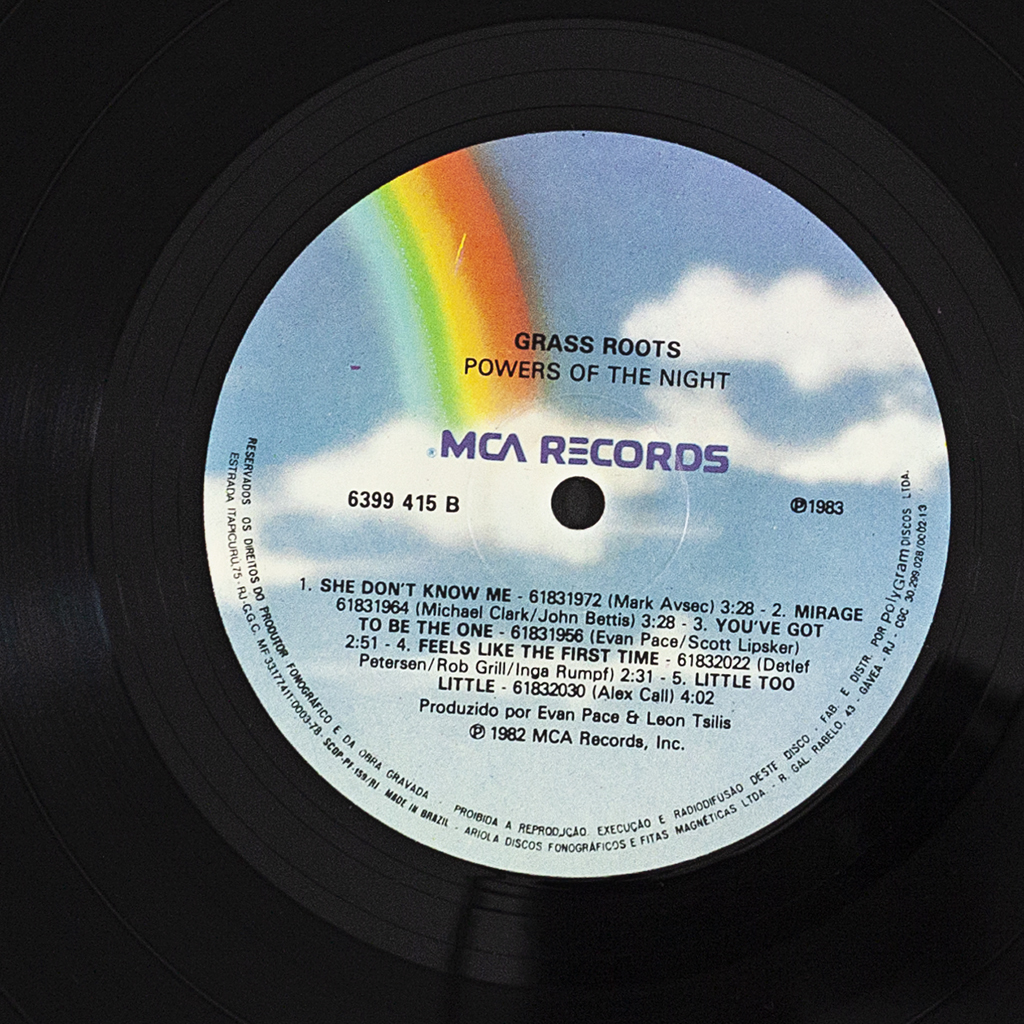 GRASS ROOTS
POWERS OF THE NIGHT
MCA RECORDS
6399 415 B
℗1983
1. SHE DON'T KNOW ME - 61831972 (Mark Avsec) 3:28 - 2. MIRAGE
61831964 (Michael Clark/John Bettis) 3:28 - 3. YOU'VE GOT
TO BE THE ONE - 61831956 (Evan Pace/Scott Lipsker)
2:51 - 4. FEELS LIKE THE FIRST TIME - 61832022 (Detlef
Petersen/Rob Grill/Inga Rumpf) 2:31 - 5. LITTLE TOO
LITTLE - 61832030 (Alex Call) 4:02
Produzido por Evan Pace & Leon Tsilis
℗ 1982 MCA Records, Inc.
RESERVADOS OS DIREITOS DO PRODUTOR FONOGRÁFICO E DA OBRA GRAVADA - PROIBIDA A REPRODUÇÃO, EXECUÇÃO E RADIODIFUSÃO DESTE DISCO - FAB. E DISTR. POR PolyGram DISCOS LTDA.
ESTRADA ITAPICURU, 75 - RJ - C.G.C. MF 33177411-0003-78 - SCDP-PF-159/RJ MADE IN BRAZIL - ARIOLA DISCOS FONOGRÁFICOS E FITAS MAGNÉTICAS LTDA. - R. GAL. RABELO, 43 - GÁVEA - RJ - CGC 30.299.028/0002-13